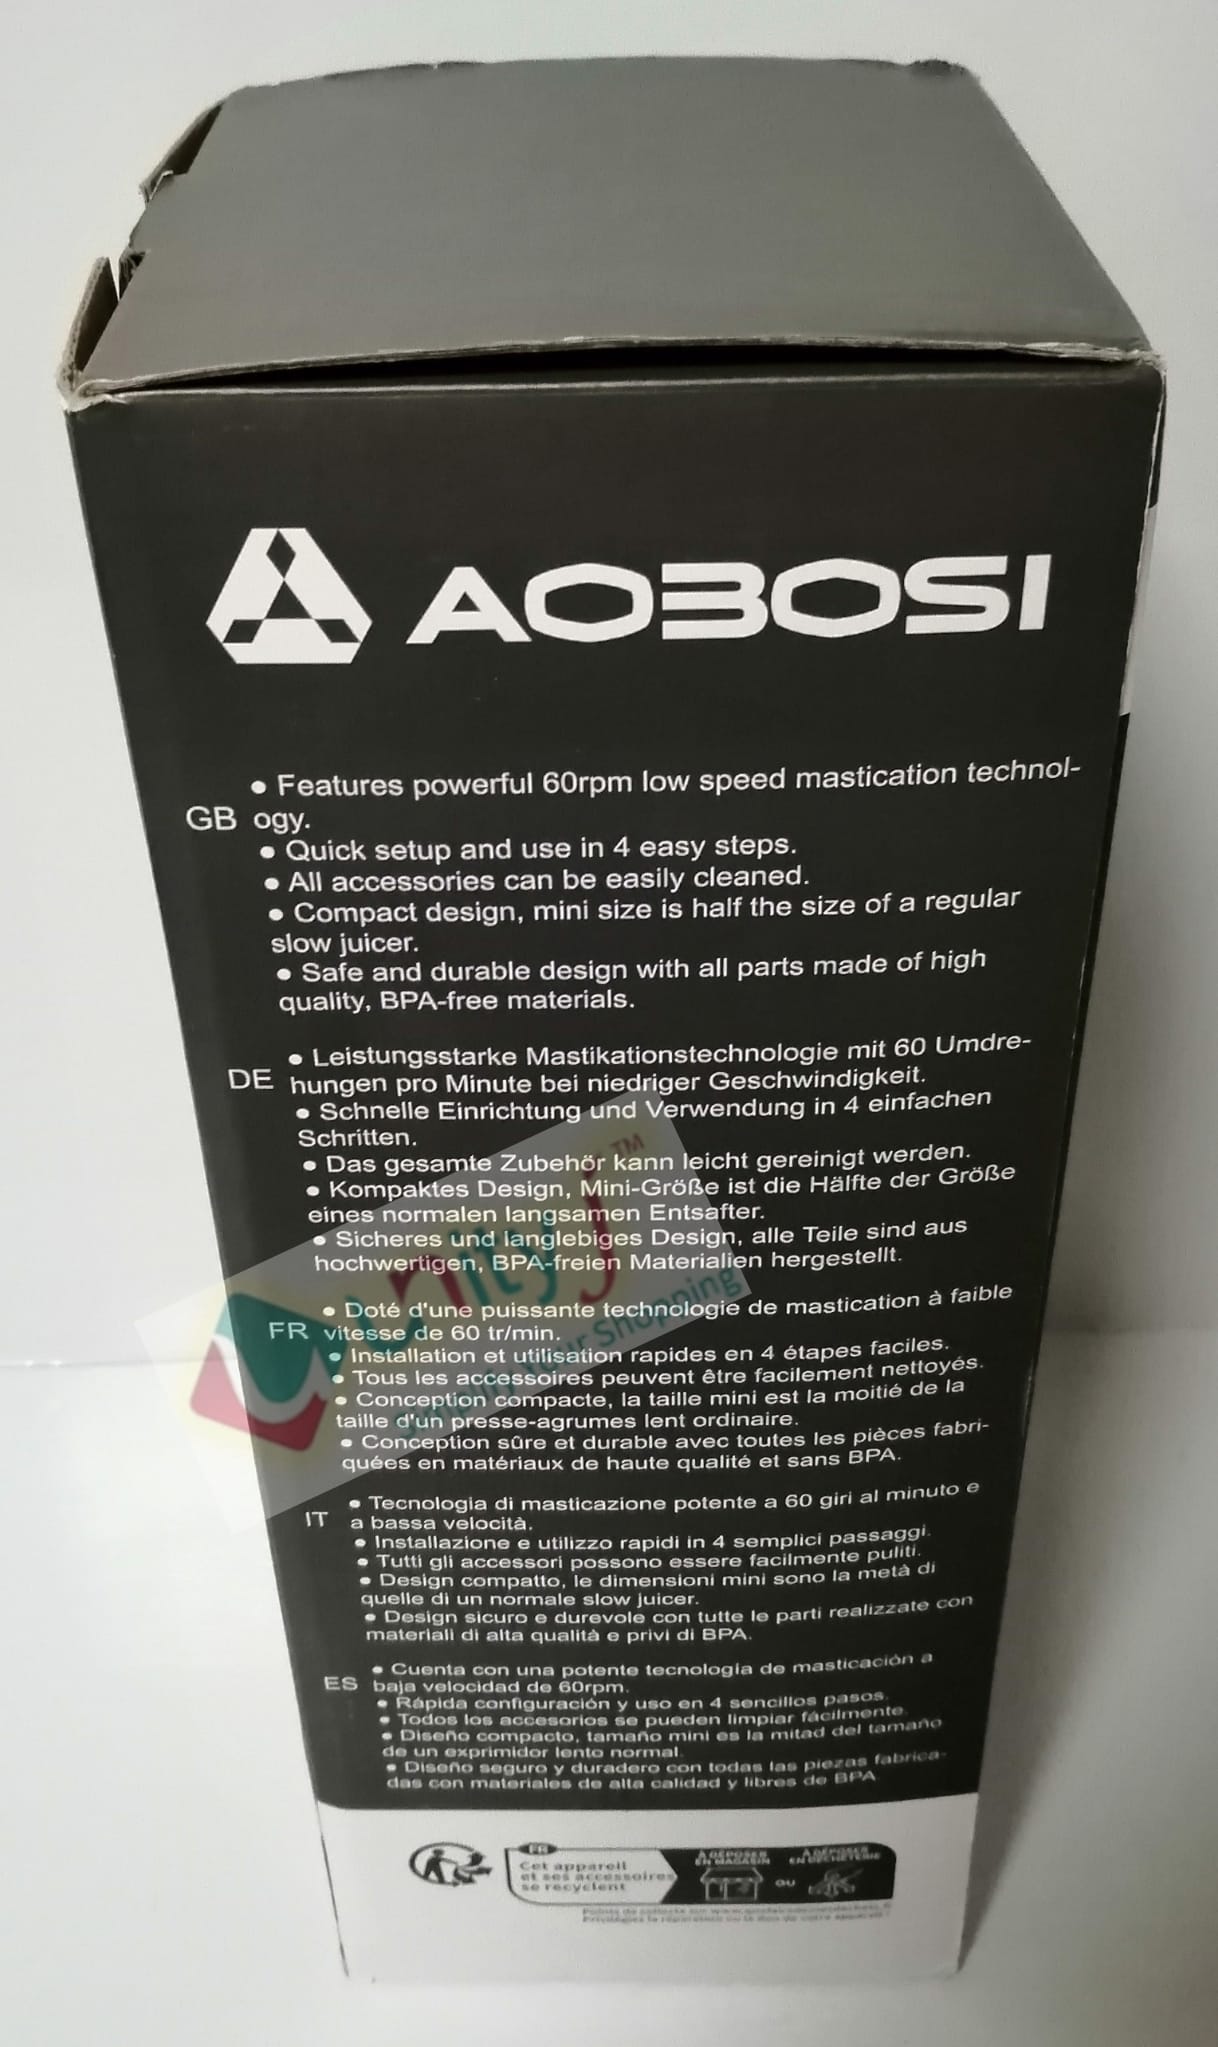 AOBOSI
● Features powerful 60rpm low speed mastication technol-
GB ogy.
● Quick setup and use in 4 easy steps.
● All accessories can be easily cleaned.
● Compact design, mini size is half the size of a regular
slow juicer.
● Safe and durable design with all parts made of high
quality, BPA-free materials.
● Leistungsstarke Mastikationstechnologie mit 60 Umdre-
DE hungen pro Minute bei niedriger Geschwindigkeit.
● Schnelle Einrichtung und Verwendung in 4 einfachen
Schritten.
● Das gesamte Zubehör kann leicht gereinigt werden.
● Kompaktes Design, Mini-Größe ist die Hälfte der Größe
eines normalen langsamen Entsafter.
● Sicheres und langlebiges Design, alle Teile sind aus
hochwertigen, BPA-freien Materialien hergestellt.
● Doté d'une puissante technologie de mastication à faible
FR vitesse de 60 tr/min.
● Installation et utilisation rapides en 4 étapes faciles.
● Tous les accessoires peuvent être facilement nettoyés.
● Conception compacte, la taille mini est la moitié de la
taille d'un presse-agrumes lent ordinaire.
● Conception sûre et durable avec toutes les pièces fabri-
quées en matériaux de haute qualité et sans BPA.
● Tecnologia di masticazione potente a 60 giri al minuto e
IT a bassa velocità.
● Installazione e utilizzo rapidi in 4 semplici passaggi.
● Tutti gli accessori possono essere facilmente puliti.
● Design compatto, le dimensioni mini sono la metà di
quelle di un normale slow juicer.
● Design sicuro e durevole con tutte le parti realizzate con
materiali di alta qualità e privi di BPA.
● Cuenta con una potente tecnología de masticación a
ES baja velocidad de 60rpm.
● Rápida configuración y uso en 4 sencillos pasos.
● Todos los accesorios se pueden limpiar fácilmente.
● Diseño compacto, tamaño mini es la mitad del tamaño
de un exprimidor lento normal.
● Diseño seguro y duradero con todas las piezas fabrica-
das con materiales de alta calidad y libres de BPA.
FR
Cet appareil
et ses accessoires
se recyclent
À DÉPOSER
EN MAGASIN
OU
À DÉPOSER
EN DÉCHÈTERIE
unityj™
Simplify Your Shopping